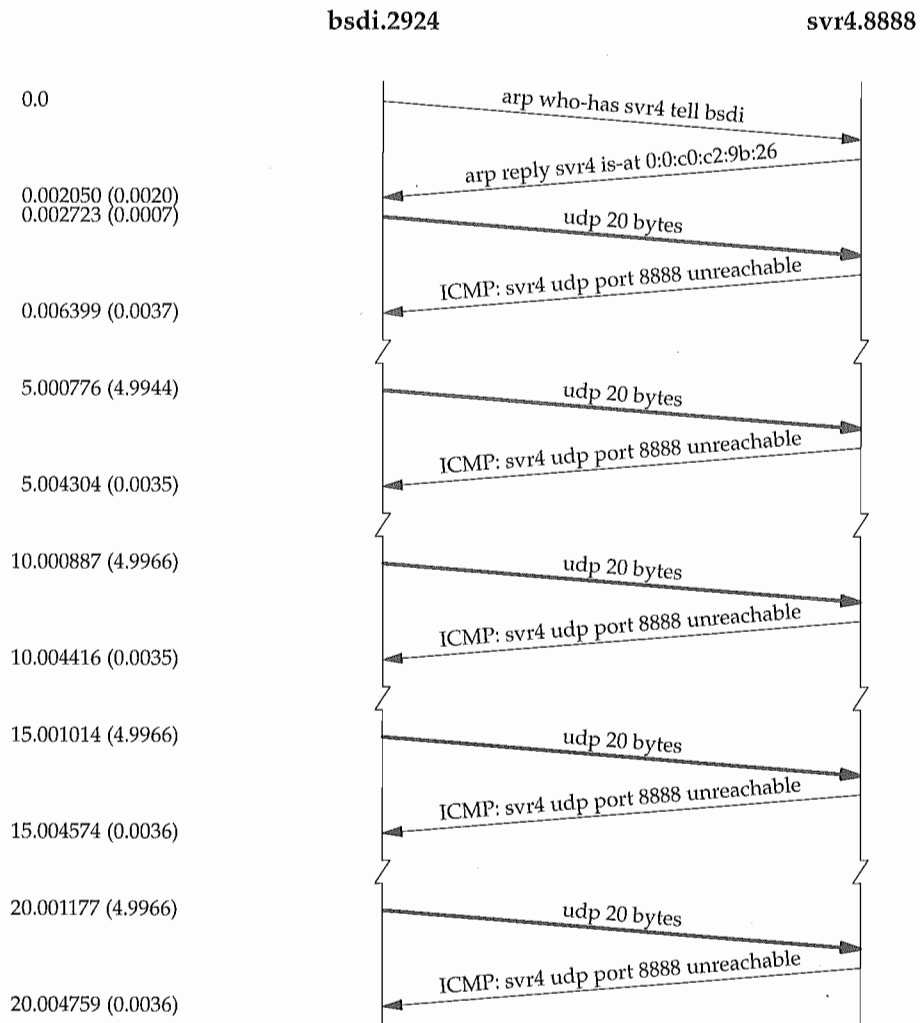 bsdi.2924 svr4.8888
0.0
arp who-has svr4 tell bsdi
arp reply svr4 is-at 0:0:c0:c2:9b:26
0.002050 (0.0020)
0.002723 (0.0007)
udp 20 bytes
ICMP: svr4 udp port 8888 unreachable
0.006399 (0.0037)
5.000776 (4.9944)
udp 20 bytes
ICMP: svr4 udp port 8888 unreachable
5.004304 (0.0035)
10.000887 (4.9966)
udp 20 bytes
ICMP: svr4 udp port 8888 unreachable
10.004416 (0.0035)
15.001014 (4.9966)
udp 20 bytes
ICMP: svr4 udp port 8888 unreachable
15.004574 (0.0036)
20.001177 (4.9966)
udp 20 bytes
ICMP: svr4 udp port 8888 unreachable
20.004759 (0.0036)